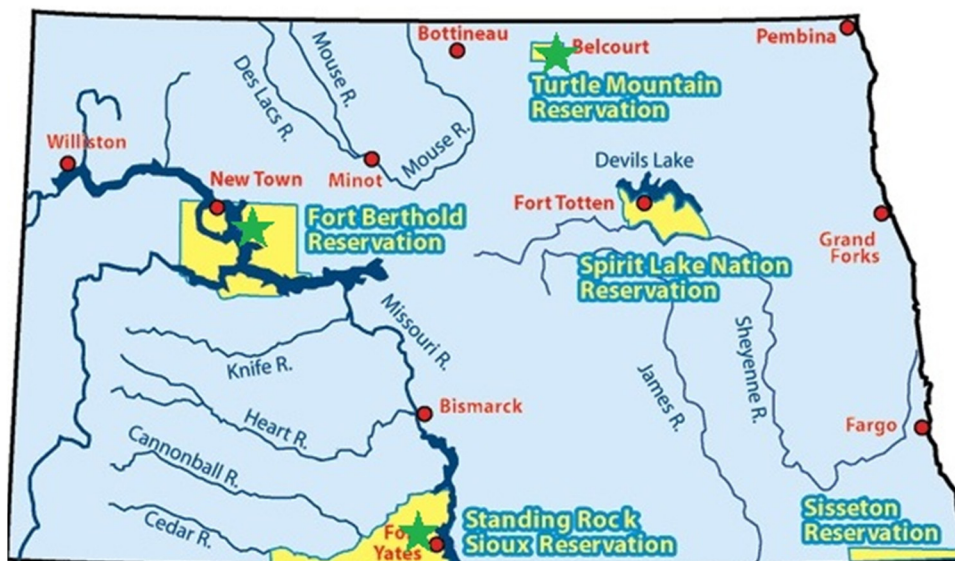 Bottineau
Belcourt
Pembina
Turtle Mountain
Reservation
Mouse R.
Des Lacs R.
Mouse R.
Williston
New Town
Minot
Devils Lake
Fort Totten
Fort Berthold
Reservation
Grand
Forks
Spirit Lake Nation
Reservation
Missouri R.
Knife R.
Sheyenne R.
James R.
Bismarck
Heart R.
Fargo
Cannonball R.
Cedar R.
Standing Rock
Sioux Reservation
Sisseton
Reservation
Yates